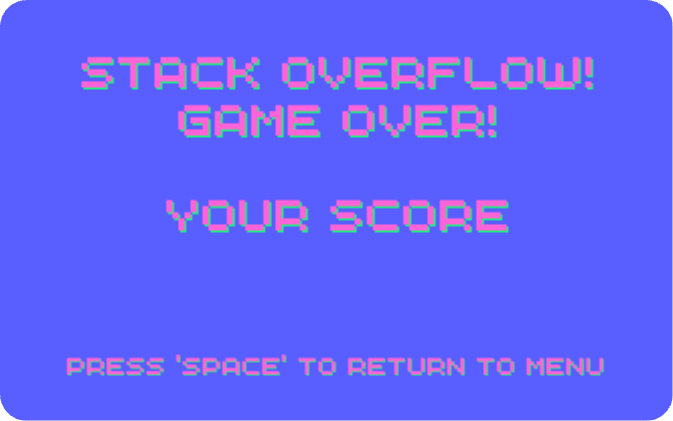 STACK OVERFLOW!
GAME OVER!
YOUR SCORE
PRESS 'SPACE' TO RETURN TO MENU